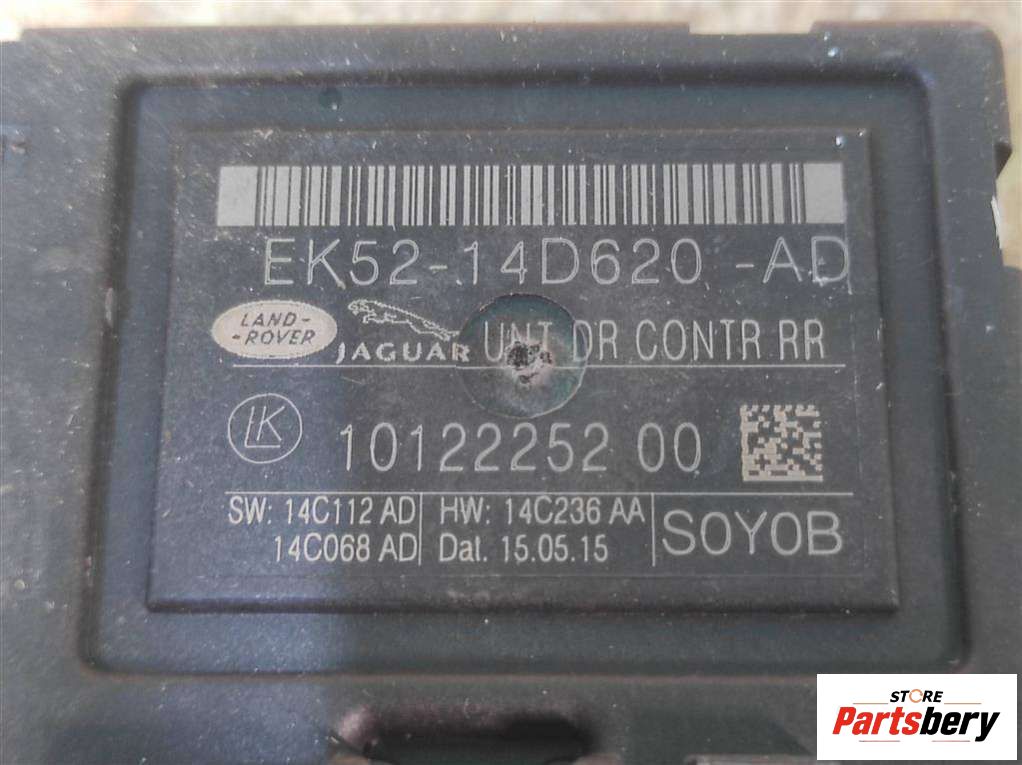 EK52-14D620 -AD
LAND-
-ROVER
JAGUAR UNT DR CONTR RR
LK 10122252 00
SW: 14C112 AD HW: 14C236 AA SOYOB
14C068 AD Dat. 15.05.15
STORE
Partsbery